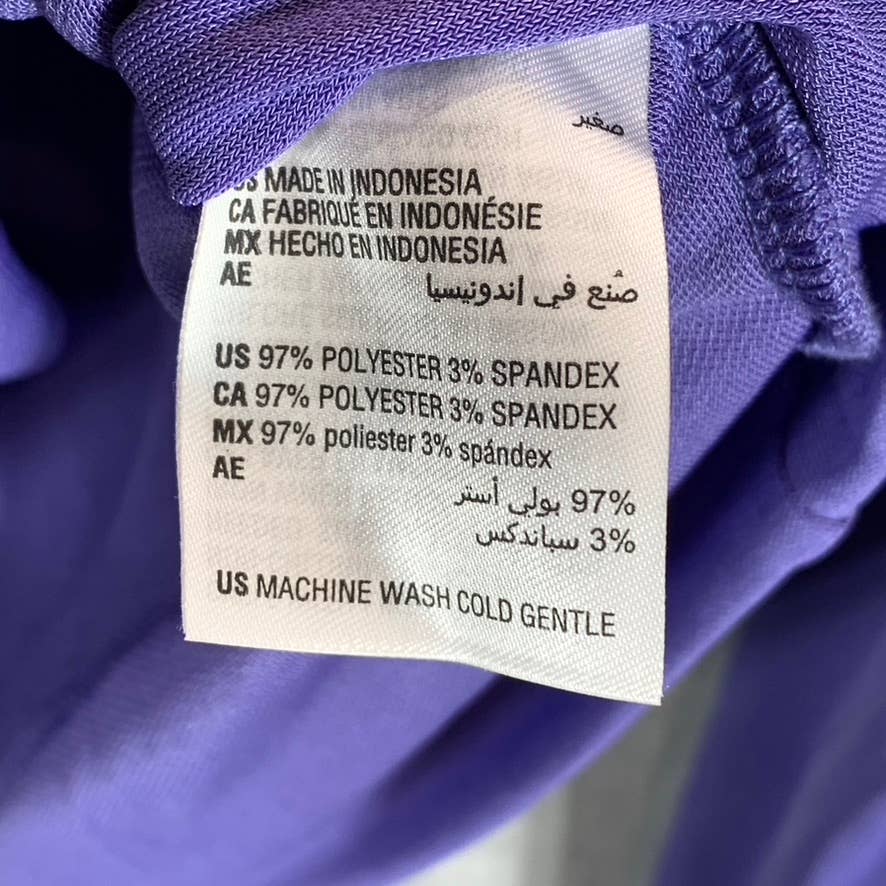 صغير
US MADE IN INDONESIA
CA FABRIQUÉ EN INDONÉSIE
MX HECHO EN INDONESIA
AE
صُنع في إندونيسيا
US 97% POLYESTER 3% SPANDEX
CA 97% POLYESTER 3% SPANDEX
MX 97% poliester 3% spándex
AE
97% بولي أستر
3% سباندكس
US MACHINE WASH COLD GENTLE